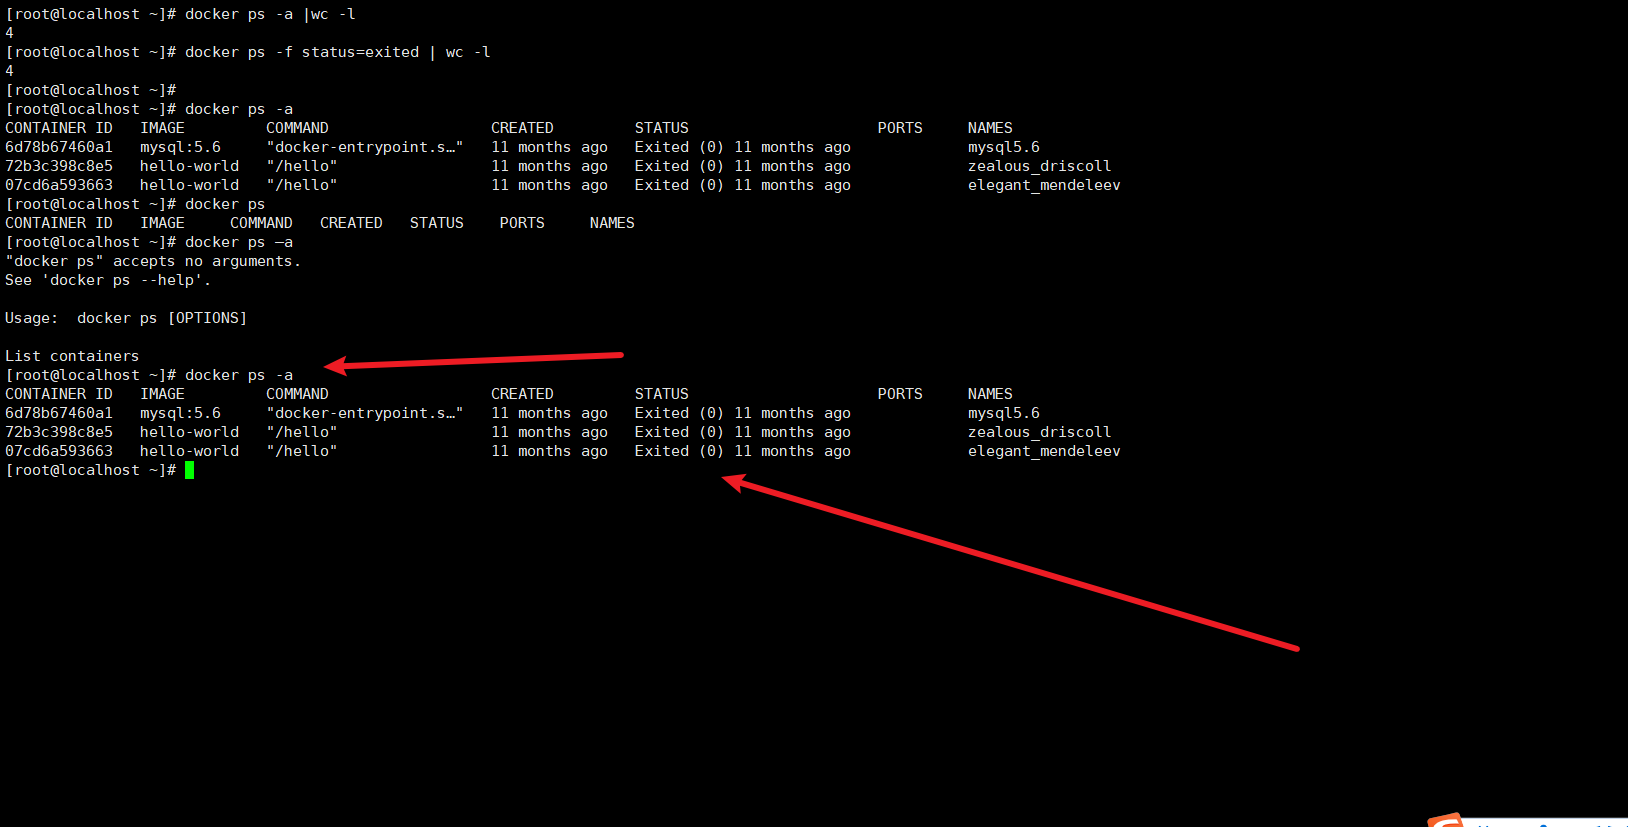 [root@localhost ~]# docker ps -a |wc -l
4
[root@localhost ~]# docker ps -f status=exited | wc -l
4
[root@localhost ~]#
[root@localhost ~]# docker ps -a
CONTAINER ID   IMAGE         COMMAND                  CREATED         STATUS                     PORTS     NAMES
6d78b67460a1   mysql:5.6     "docker-entrypoint.s…"   11 months ago   Exited (0) 11 months ago             mysql5.6
72b3c398c8e5   hello-world   "/hello"                 11 months ago   Exited (0) 11 months ago             zealous_driscoll
07cd6a593663   hello-world   "/hello"                 11 months ago   Exited (0) 11 months ago             elegant_mendeleev
[root@localhost ~]# docker ps
CONTAINER ID   IMAGE     COMMAND   CREATED   STATUS    PORTS     NAMES
[root@localhost ~]# docker ps –a
"docker ps" accepts no arguments.
See 'docker ps --help'.
Usage:  docker ps [OPTIONS]
List containers
[root@localhost ~]# docker ps -a
CONTAINER ID   IMAGE         COMMAND                  CREATED         STATUS                     PORTS     NAMES
6d78b67460a1   mysql:5.6     "docker-entrypoint.s…"   11 months ago   Exited (0) 11 months ago             mysql5.6
72b3c398c8e5   hello-world   "/hello"                 11 months ago   Exited (0) 11 months ago             zealous_driscoll
07cd6a593663   hello-world   "/hello"                 11 months ago   Exited (0) 11 months ago             elegant_mendeleev
[root@localhost ~]#